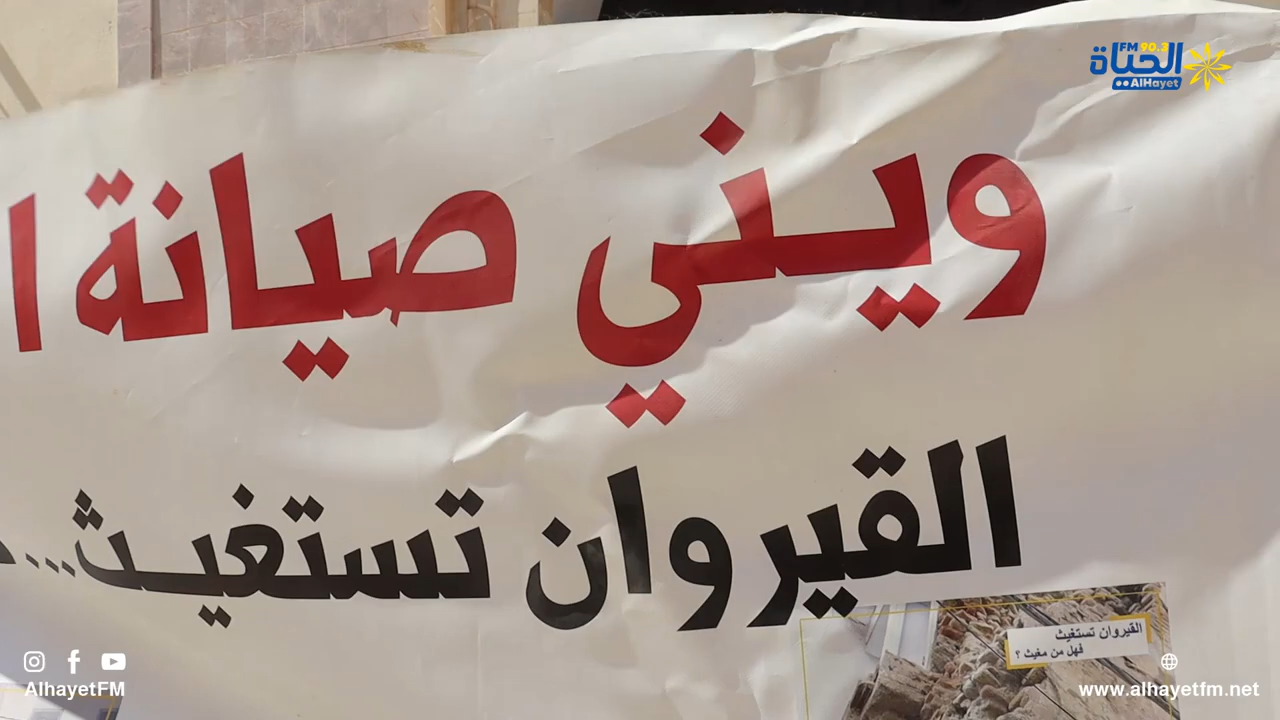 FM 90.3
الحياة
AlHayet
ويني صيانة ا
القيروان تستغيث...
القيروان تستغيث
فهل من مغيث ؟
AlhayetFM
www.alhayetfm.net